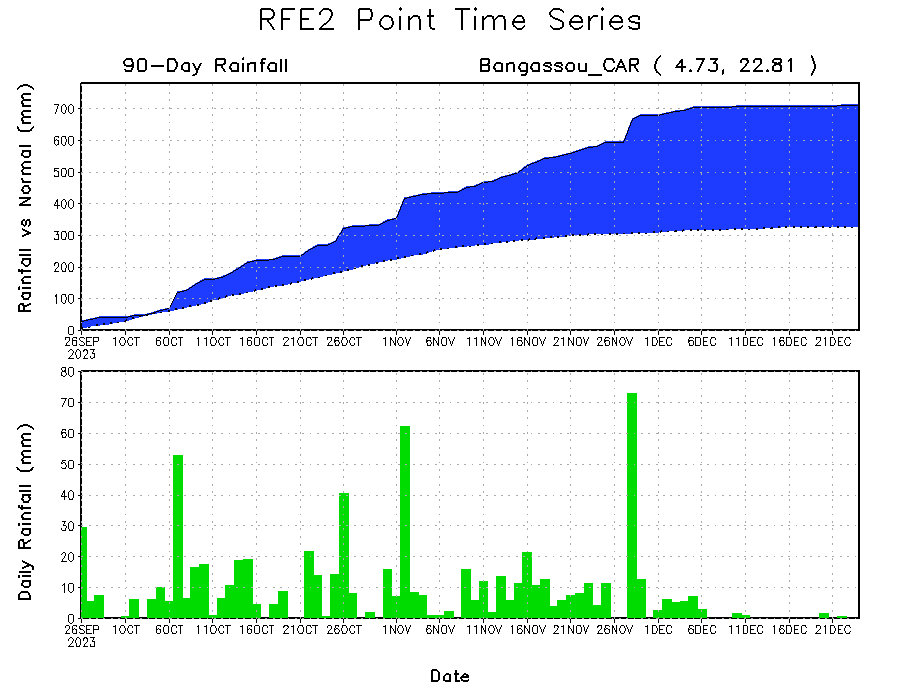 RFE2 Point Time Series
90-Day Rainfall
Bangassou_CAR ( 4.73, 22.81 )
Rainfall vs Normal (mm)
700
600
500
400
300
200
100
0
26SEP 1OCT 6OCT 11OCT 16OCT 21OCT 26OCT 1NOV 6NOV 11NOV 16NOV 21NOV 26NOV 1DEC 6DEC 11DEC 16DEC 21DEC
2023
Daily Rainfall (mm)
80
70
60
50
40
30
20
10
0
26SEP 1OCT 6OCT 11OCT 16OCT 21OCT 26OCT 1NOV 6NOV 11NOV 16NOV 21NOV 26NOV 1DEC 6DEC 11DEC 16DEC 21DEC
2023
Date